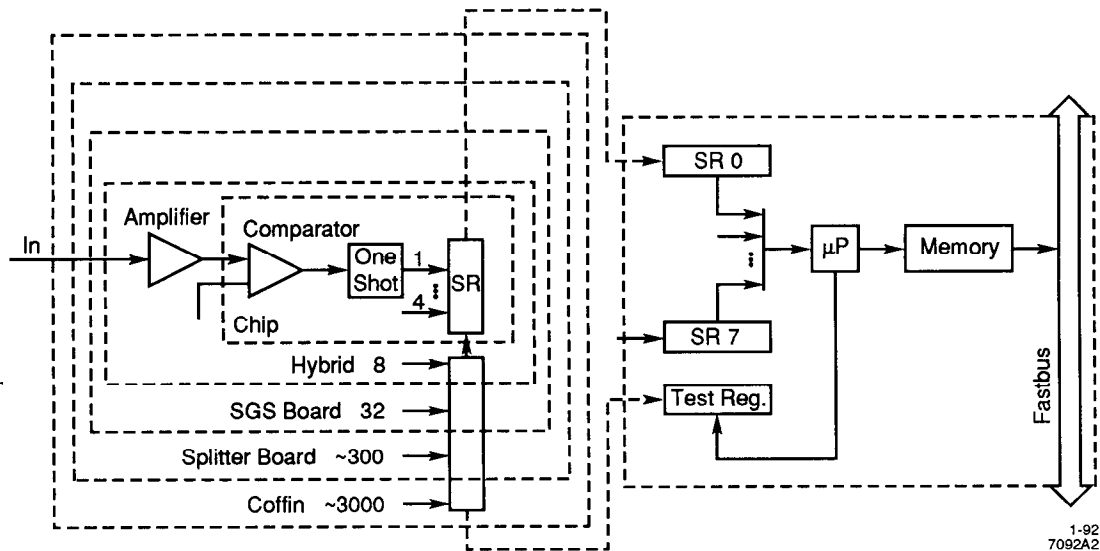 Amplifier
Comparator
In
One
Shot
1
4
SR
Chip
Hybrid 8
SGS Board 32
Splitter Board ~300
Coffin ~3000
SR 0
µP
Memory
SR 7
Test Reg.
Fastbus
1-92
7092A2